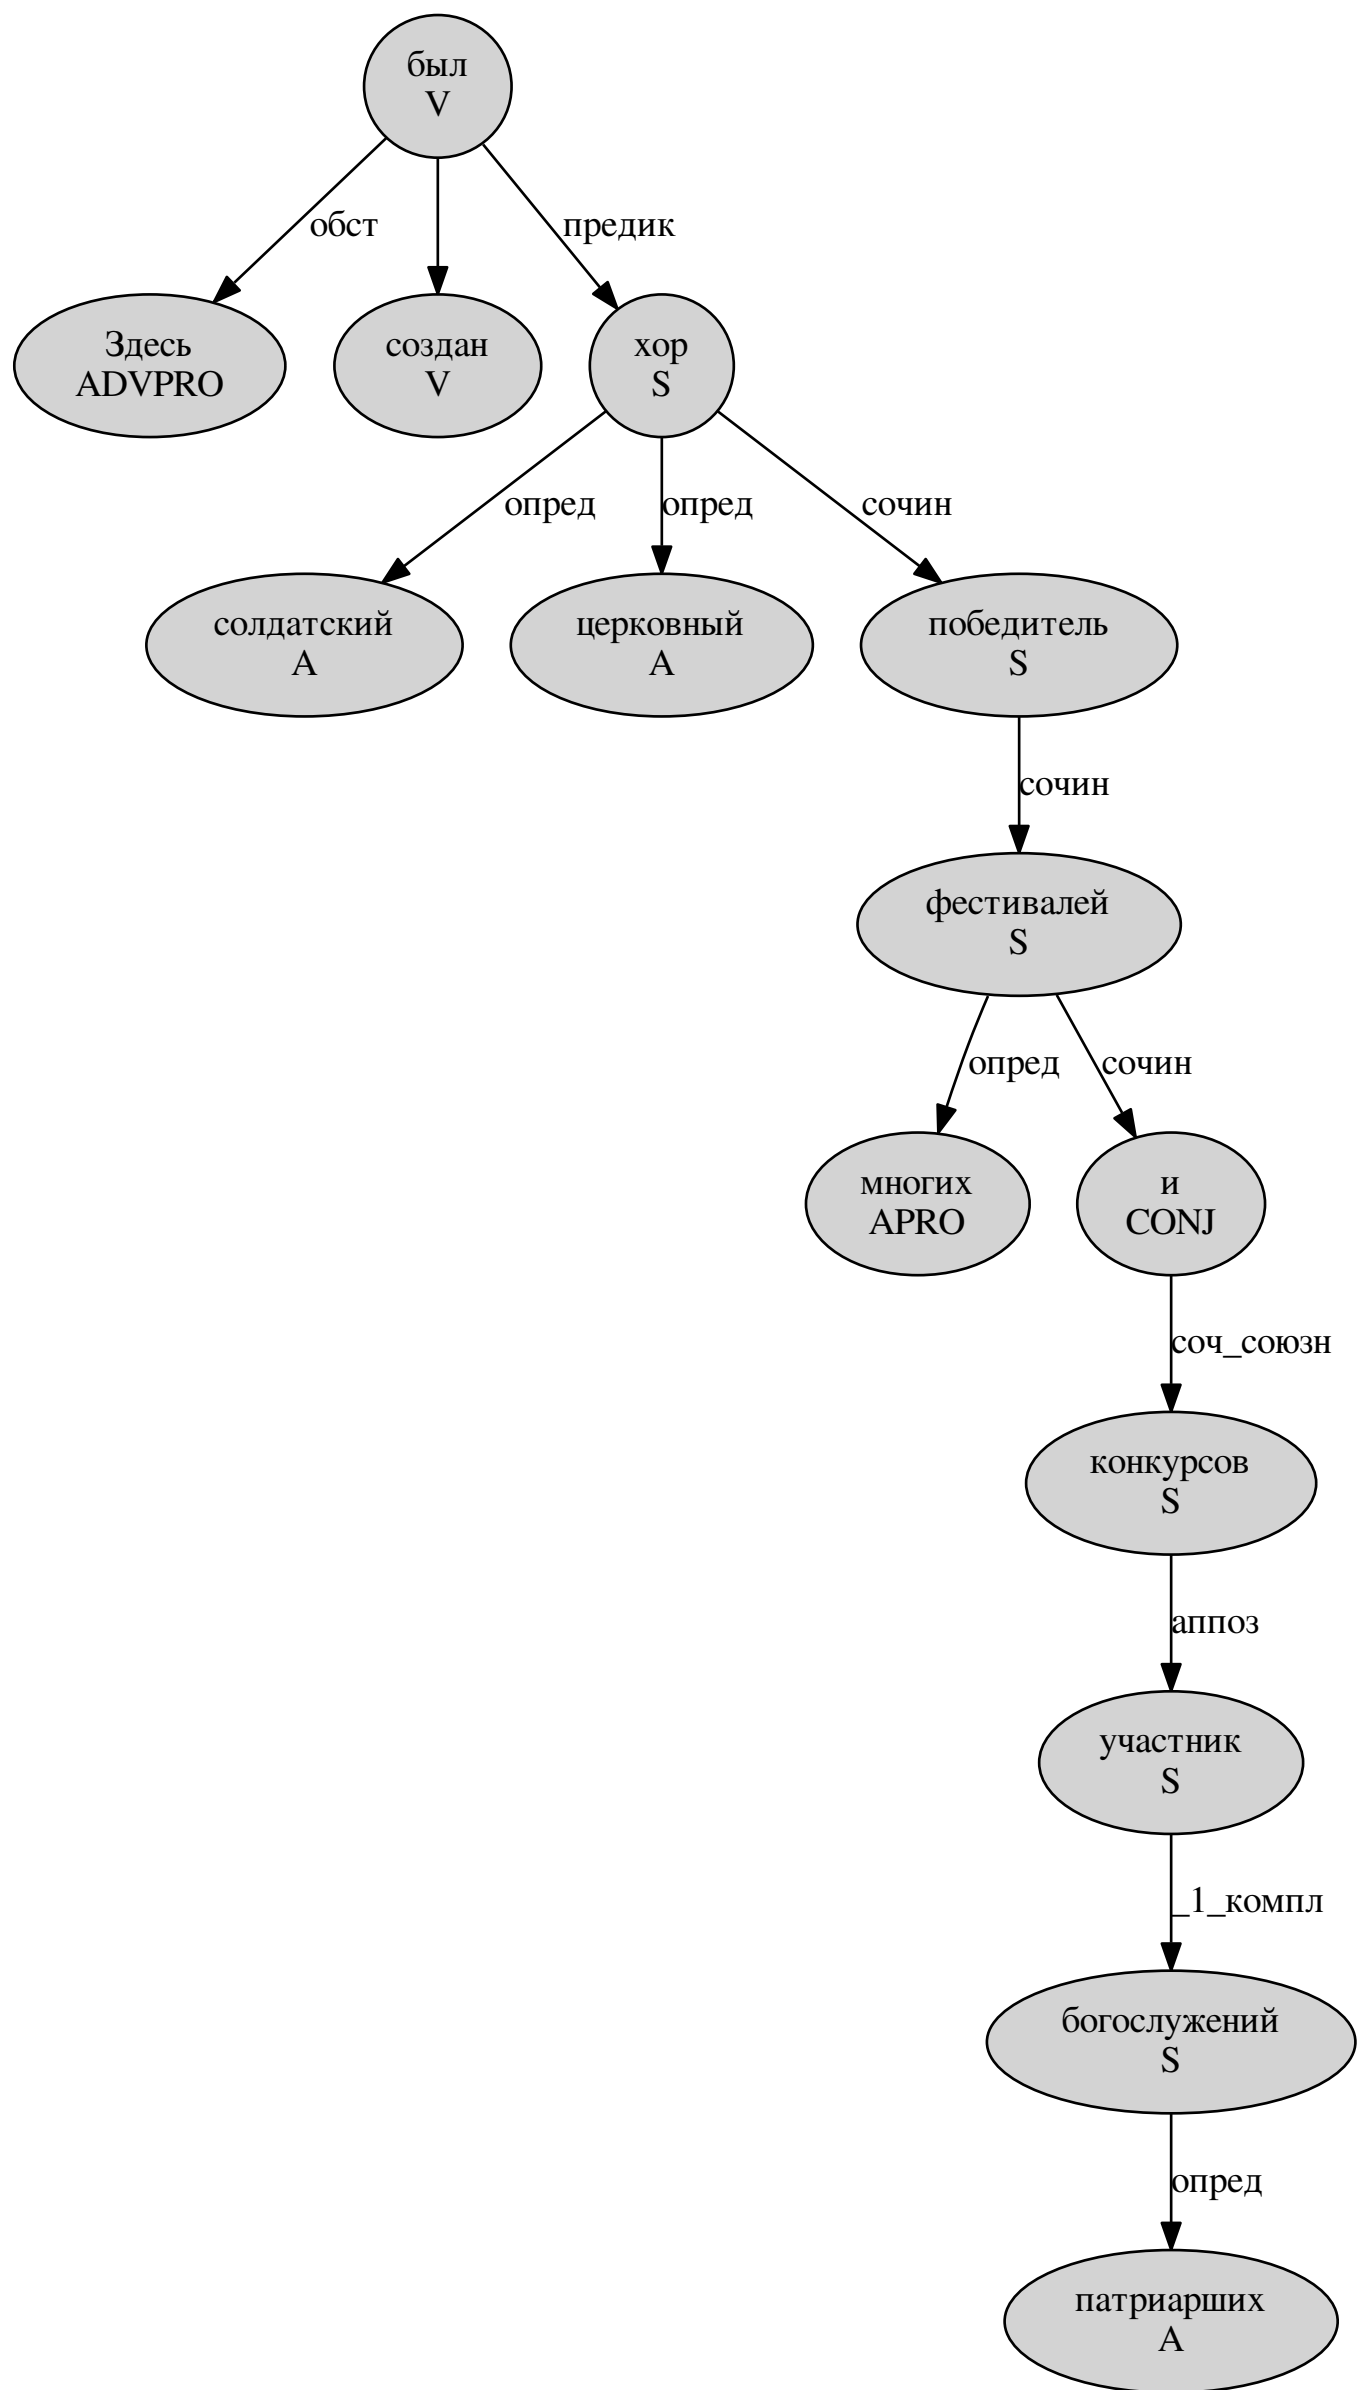 был
V
обст
предик
Здесь
ADVPRO
создан
V
хор
S
опред
опред
сочин
солдатский
A
церковный
A
победитель
S
сочин
фестивалей
S
опред
сочин
многих
APRO
и
CONJ
соч_союзн
конкурсов
S
аппоз
участник
S
_1_компл
богослужений
S
опред
патриарших
A